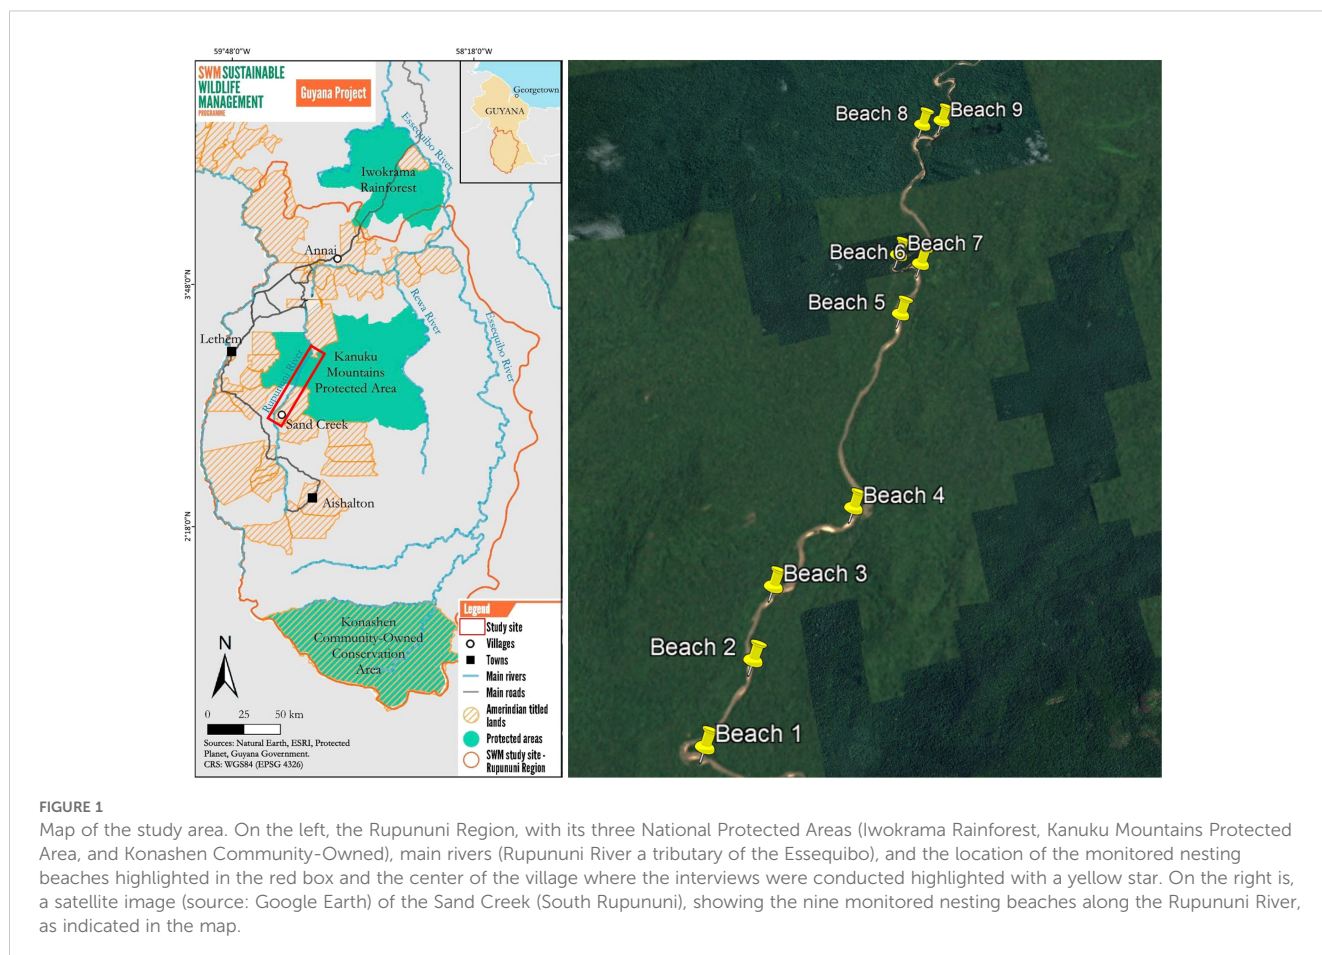 59°48'0"W
58°18'0"W
SWM SUSTAINABLE
WILDLIFE
MANAGEMENT
PROGRAMME
Guyana Project
Georgetown
GUYANA
Essequibo River
Iwokrama
Rainforest
Annai
3°48'0"N
Rewa River
Essequibo River
Lethem
Rupununi River
Kanuku
Mountains
Protected Area
Sand Creek
Aishalton
2°18'0"N
Konashen
Community-Owned
Conservation
Area
N
0 25 50 km
Sources: Natural Earth, ESRI, Protected
Planet, Guyana Government.
CRS: WGS84 (EPSG 4326)
Legend
Study site
Villages
Towns
Main rivers
Main roads
Amerindian titled
lands
Protected areas
SWM study site -
Rupununi Region
Beach 8
Beach 9
Beach 6
Beach 7
Beach 5
Beach 4
Beach 3
Beach 2
Beach 1
FIGURE 1
Map of the study area. On the left, the Rupununi Region, with its three National Protected Areas (Iwokrama Rainforest, Kanuku Mountains Protected
Area, and Konashen Community-Owned), main rivers (Rupununi River a tributary of the Essequibo), and the location of the monitored nesting
beaches highlighted in the red box and the center of the village where the interviews were conducted highlighted with a yellow star. On the right is,
a satellite image (source: Google Earth) of the Sand Creek (South Rupununi), showing the nine monitored nesting beaches along the Rupununi River,
as indicated in the map.